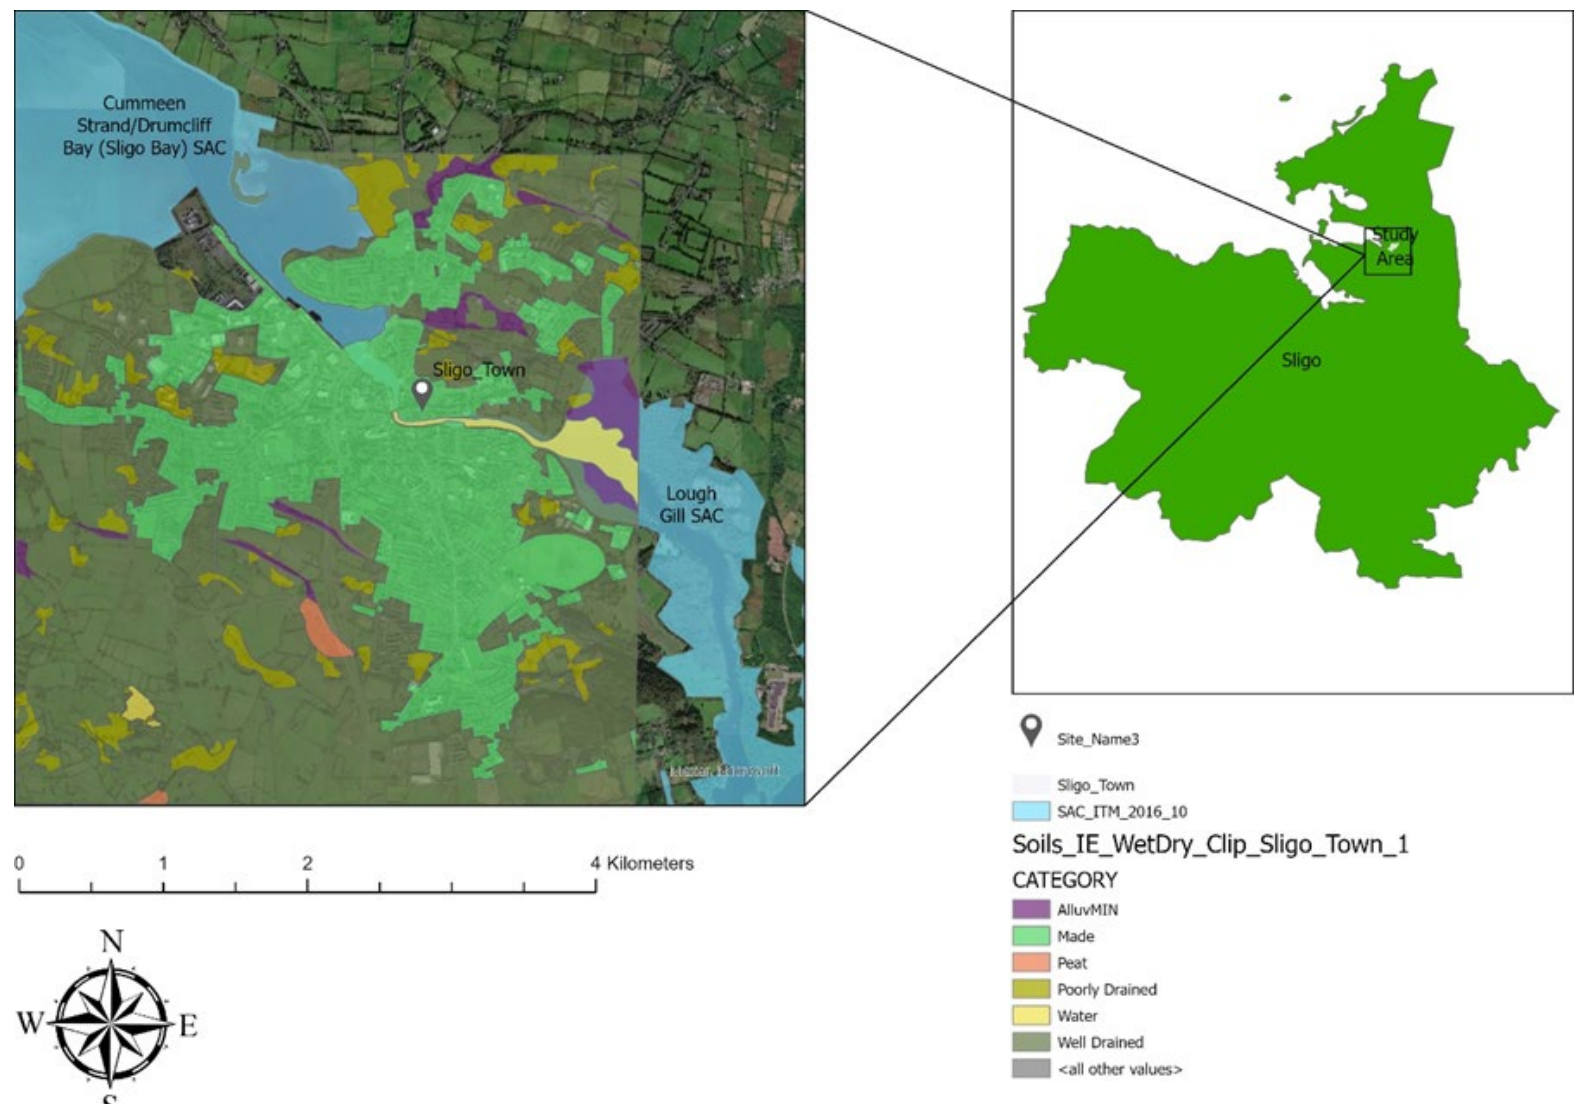 Cummeen
Strand/Drumcliff
Bay (Sligo Bay) SAC
Sligo_Town
Lough
Gill SAC
Study
Area
Sligo
Site_Name3
Sligo_Town
SAC_ITM_2016_10
Soils_IE_WetDry_Clip_Sligo_Town_1
CATEGORY
AlluvMIN
Made
Peat
Poorly Drained
Water
Well Drained
<all other values>
0 1 2 4 Kilometers
N
W E
S